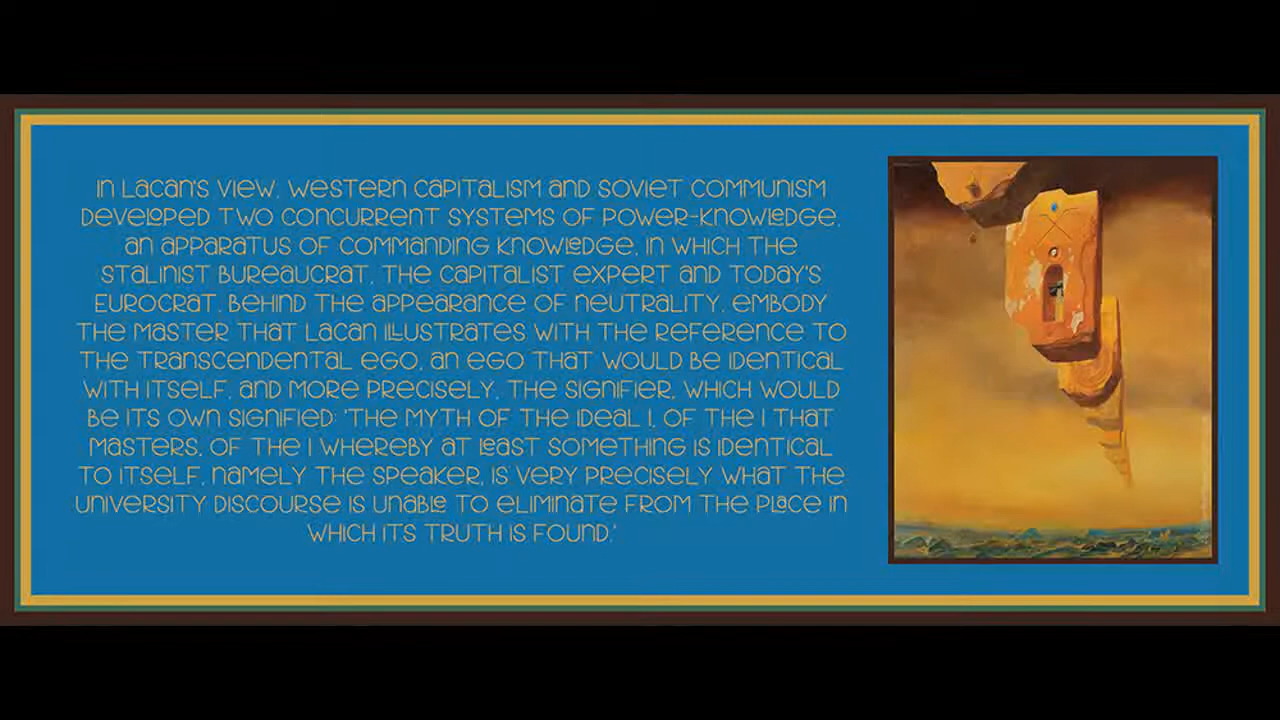 In Lacan's view, Western capitalism and Soviet communism
developed two concurrent systems of power-knowledge,
an apparatus of commanding knowledge, in which the
Stalinist bureaucrat, the capitalist expert and today's
Eurocrat, behind the appearance of neutrality, embody
the master that Lacan illustrates with the reference to
the transcendental ego, an ego that would be identical
with itself, and more precisely, the signifier, which would
be its own signified: 'The myth of the ideal I, of the I that
masters, of the I whereby at least something is identical
to itself, namely the speaker, is very precisely what the
university discourse is unable to eliminate from the place in
which its truth is found.'